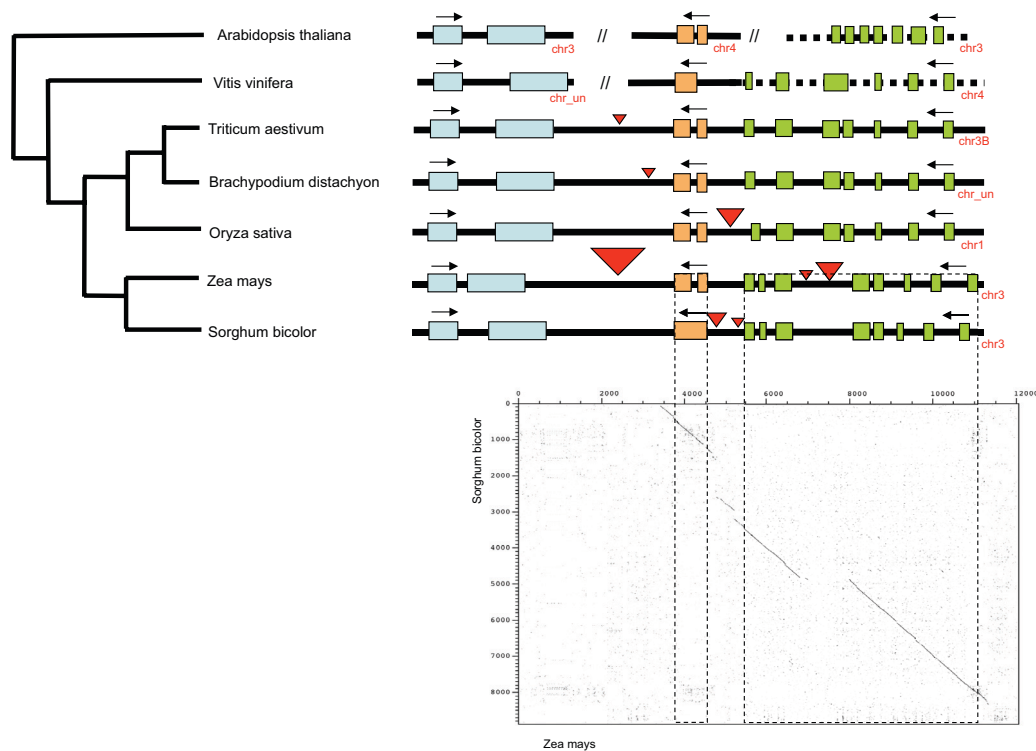 Arabidopsis thaliana
//
//
chr3
chr4
chr3
Vitis vinifera
//
chr_un
chr4
Triticum aestivum
chr3B
Brachypodium distachyon
chr_un
Oryza sativa
chr1
Zea mays
chr3
Sorghum bicolor
chr3
0 2000 4000 6000 8000 10000 12000
Sorghum bicolor
0
1000
2000
3000
4000
5000
6000
7000
8000
Zea mays